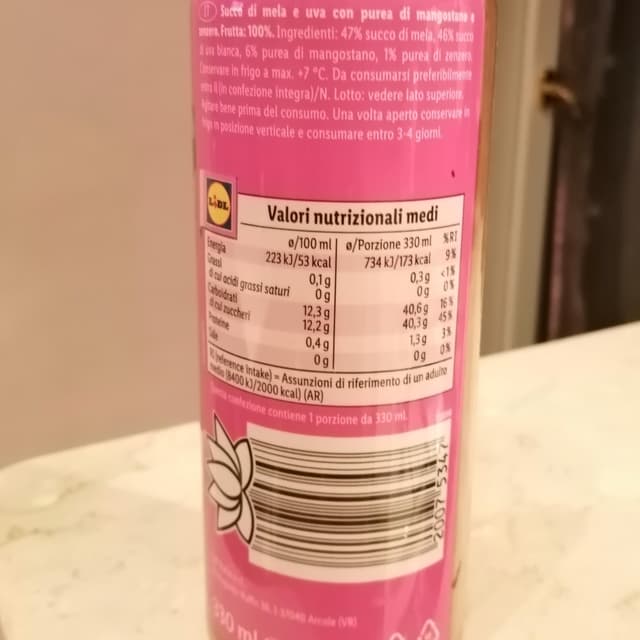 IT Succo di mela e uva con purea di mangostano e
zenzero. Frutta: 100%. Ingredienti: 47% succo di mela, 46% succo
di uva bianca, 6% purea di mangostano, 1% purea di zenzero.
Conservare in frigo a max. +7 °C. Da consumarsi preferibilmente
entro il (in confezione integra)/N. Lotto: vedere lato superiore.
Agitare bene prima del consumo. Una volta aperto conservare in
frigo in posizione verticale e consumare entro 3-4 giorni.
LIDL
Valori nutrizionali medi
ø/100 ml ø/Porzione 330 ml %RI
Energia 223 kJ/53 kcal 734 kJ/173 kcal 9%
Grassi 0,1 g 0,3 g <1%
di cui acidi grassi saturi 0 g 0 g 0%
Carboidrati 12,3 g 40,6 g 16%
di cui zuccheri 12,2 g 40,3 g 45%
Proteine 0,4 g 1,3 g 3%
Sale 0 g 0 g 0%
RI (reference intake) = Assunzioni di riferimento di un adulto
medio (8400 kJ/2000 kcal) (AR)
Questa confezione contiene 1 porzione da 330 ml.
2007 5347
37040 Arcole (VR)
330 ml